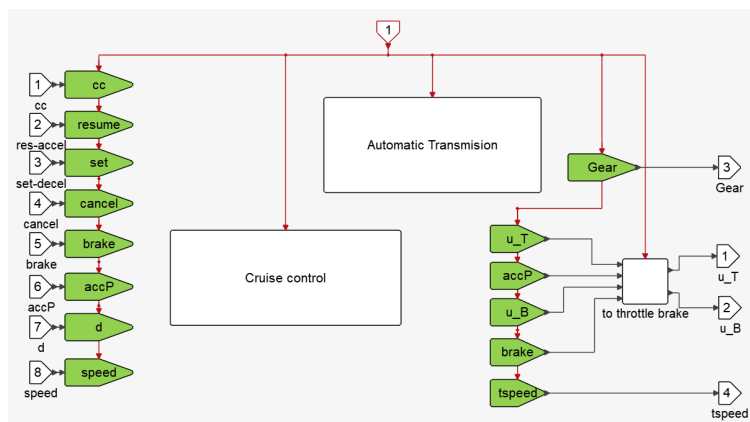 1
1
cc
cc
2
resume
res-accel
3
set
set-decel
4
cancel
cancel
5
brake
brake
6
accP
accP
7
d
d
8
speed
speed
Automatic Transmision
Cruise control
Gear
3
Gear
u_T
accP
u_B
brake
tspeed
to throttle brake
1
u_T
2
u_B
4
tspeed